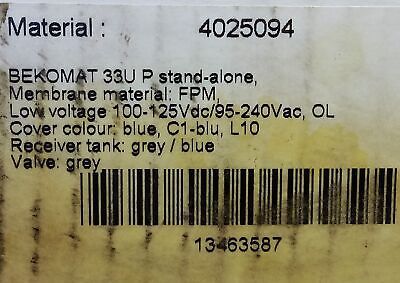 Material : 4025094
BEKOMAT 33U P stand-alone,
Membrane material: FPM,
Low voltage 100-125Vdc/95-240Vac, OL
Cover colour: blue, C1-blu, L10
Receiver tank: grey / blue
Valve: grey
13463587